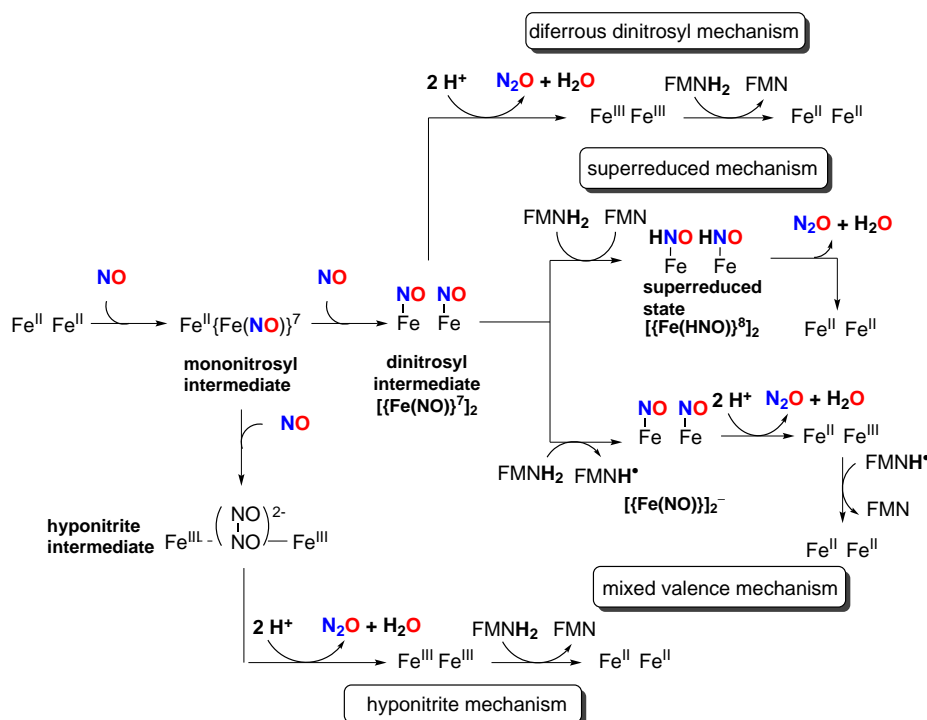 diferrous dinitrosyl mechanism
2 H⁺ N₂O + H₂O FMNH₂ FMN
Feᴵᴵᴵ Feᴵᴵᴵ Feᴵᴵ Feᴵᴵ
superreduced mechanism
FMNH₂ FMN N₂O + H₂O
HNO HNO
Fe Fe
superreduced
state
[{Fe(HNO)}⁸]₂
Feᴵᴵ Feᴵᴵ
NO NO
Feᴵᴵ Feᴵᴵ Feᴵᴵ{Fe(NO)}⁷
mononitrosyl
intermediate
NO NO
Fe Fe
dinitrosyl
intermediate
[{Fe(NO)}⁷]₂
NO
NO NO 2 H⁺ N₂O + H₂O
Fe Fe Feᴵᴵ Feᴵᴵᴵ
FMNH₂ FMNH•
[{Fe(NO)}]₂⁻
FMNH•
FMN
Feᴵᴵ Feᴵᴵ
mixed valence mechanism
hyponitrite
intermediate
Feᴵᴵᴵ (NO NO)²⁻ Feᴵᴵᴵ
2 H⁺ N₂O + H₂O FMNH₂ FMN
Feᴵᴵᴵ Feᴵᴵᴵ Feᴵᴵ Feᴵᴵ
hyponitrite mechanism